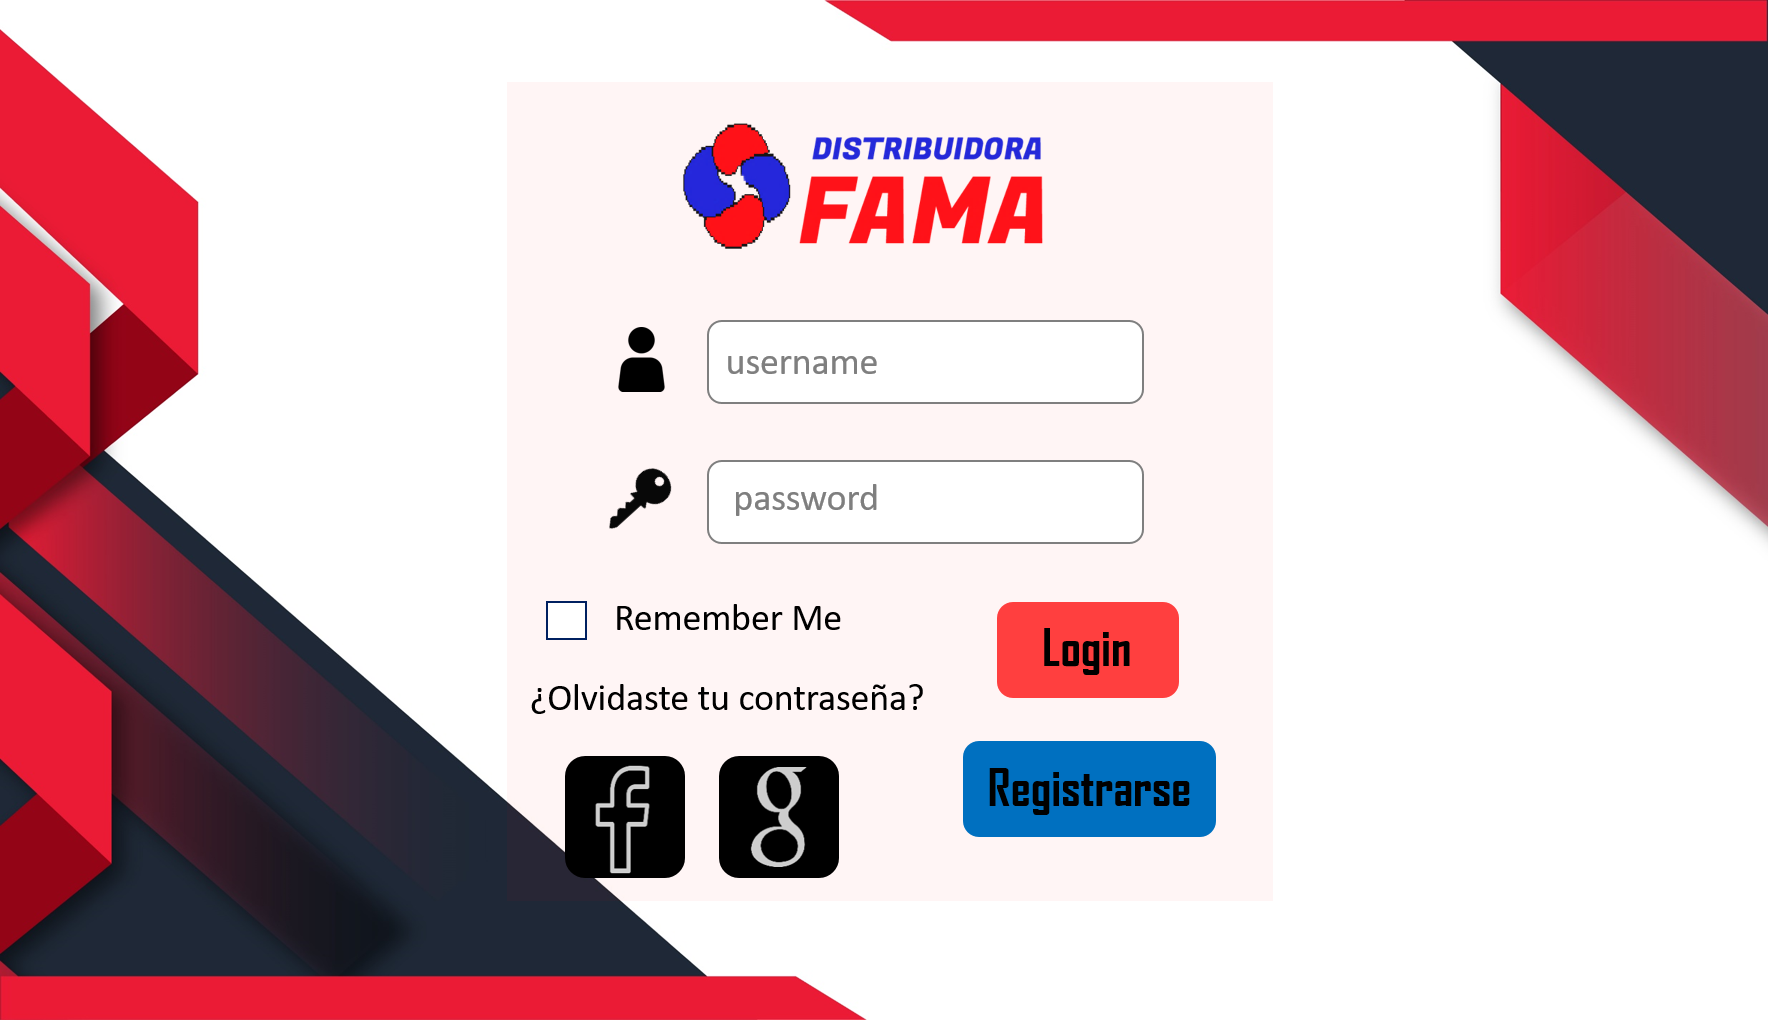 DISTRIBUIDORA
FAMA
username
password
Remember Me
Login
¿Olvidaste tu contraseña?
Registrarse
f
g